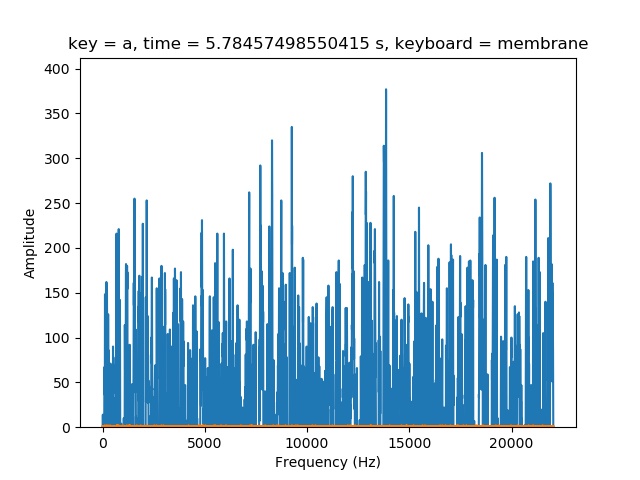 key = a, time = 5.78457498550415 s, keyboard = membrane
400
350
300
250
200
150
100
50
0
Amplitude
0 5000 10000 15000 20000
Frequency (Hz)